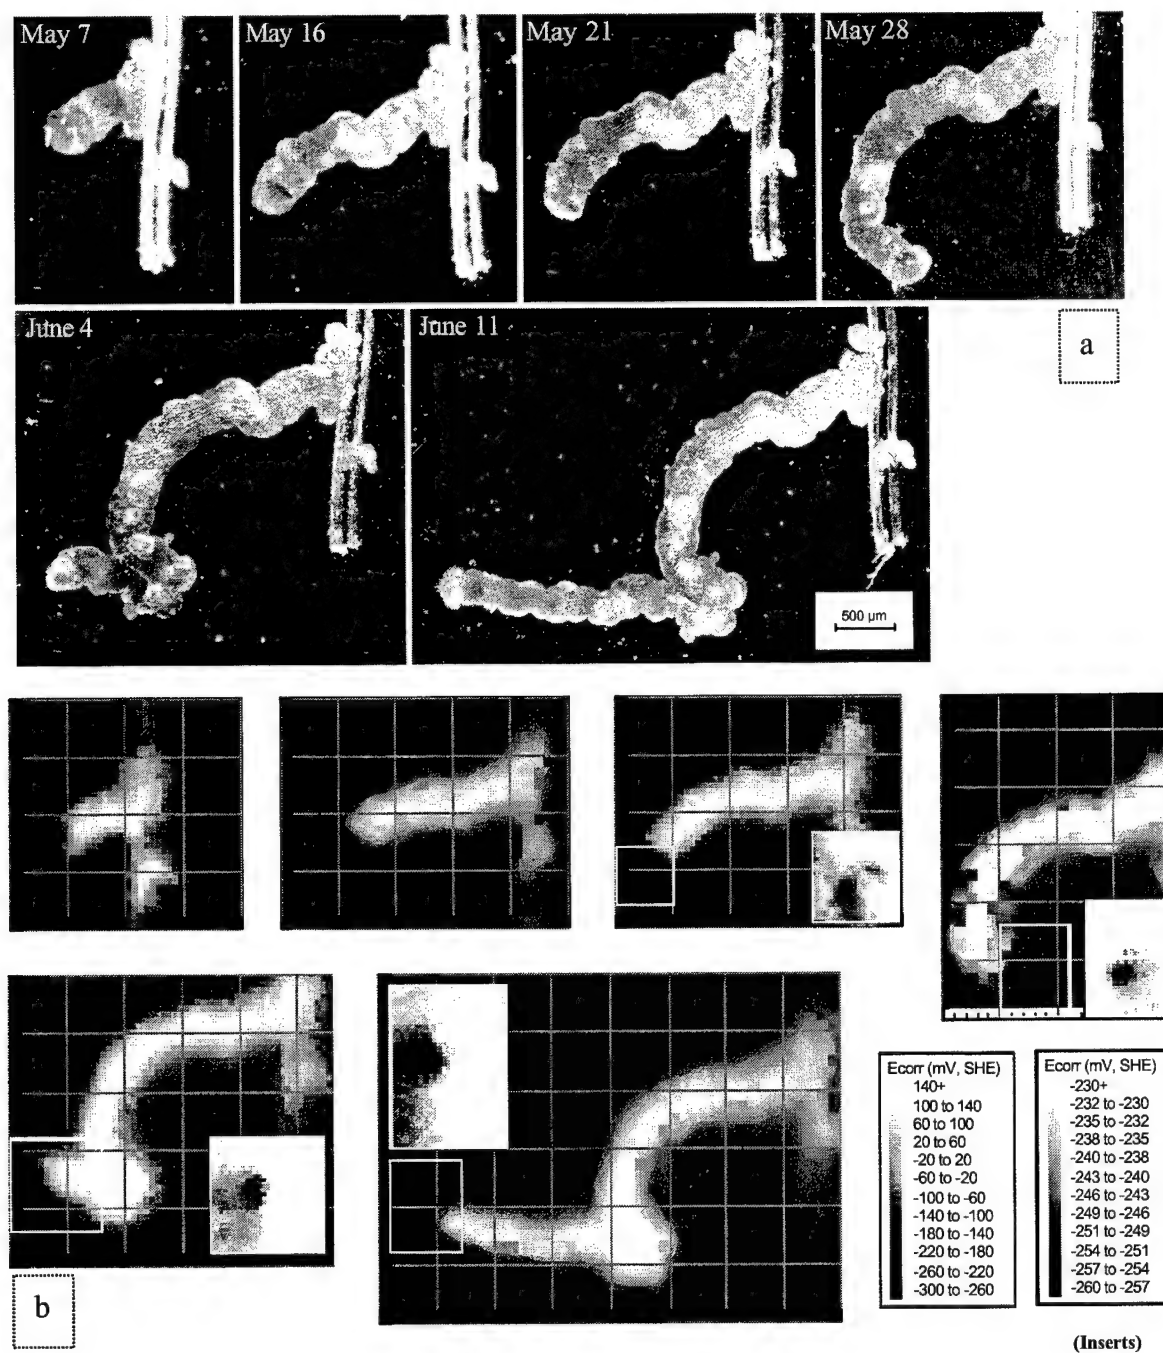 May 7
May 16
May 21
May 28
a
June 4
June 11
500 µm
b
Ecorr (mV, SHE)
140+
100 to 140
60 to 100
20 to 60
-20 to 20
-60 to -20
-100 to -60
-140 to -100
-180 to -140
-220 to -180
-260 to -220
-300 to -260
Ecorr (mV, SHE)
-230+
-232 to -230
-235 to -232
-238 to -235
-240 to -238
-243 to -240
-246 to -243
-249 to -246
-251 to -249
-254 to -251
-257 to -254
-260 to -257
(Inserts)